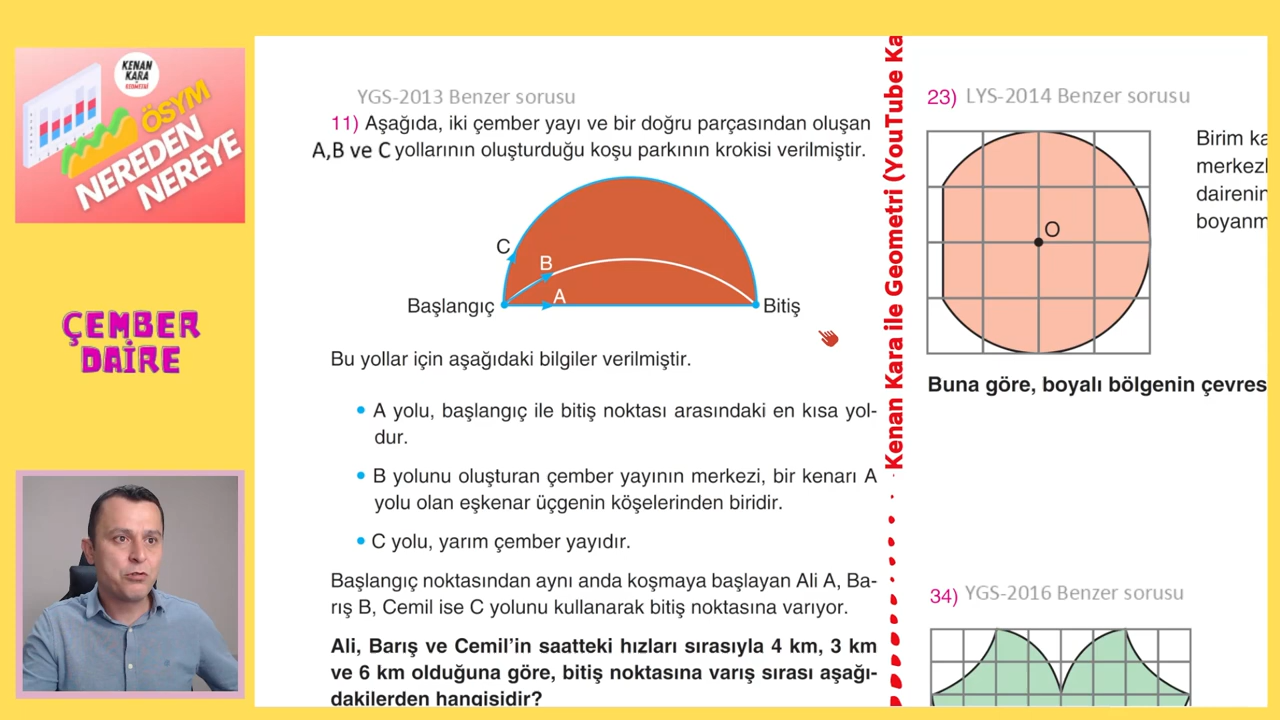 KENAN
KARA
GEOMETRİ
ÖSYM
NEREDEN
NEREYE
ÇEMBER
DAİRE
YGS-2013 Benzer sorusu
11) Aşağıda, iki çember yayı ve bir doğru parçasından oluşan
A,B ve C yollarının oluşturduğu koşu parkının krokisi verilmiştir.
C
B
A
Başlangıç
Bitiş
Bu yollar için aşağıdaki bilgiler verilmiştir.
• A yolu, başlangıç ile bitiş noktası arasındaki en kısa yol-
dur.
• B yolunu oluşturan çember yayının merkezi, bir kenarı A
yolu olan eşkenar üçgenin köşelerinden biridir.
• C yolu, yarım çember yayıdır.
Başlangıç noktasından aynı anda koşmaya başlayan Ali A, Ba-
rış B, Cemil ise C yolunu kullanarak bitiş noktasına varıyor.
Ali, Barış ve Cemil'in saatteki hızları sırasıyla 4 km, 3 km
ve 6 km olduğuna göre, bitiş noktasına varış sırası aşağı-
dakilerden hangisidir?
Kenan Kara ile Geometri (YouTube Ka
23) LYS-2014 Benzer sorusu
O
Birim ka
merkezl
dairenin
boyanm
Buna göre, boyalı bölgenin çevres
34) YGS-2016 Benzer sorusu